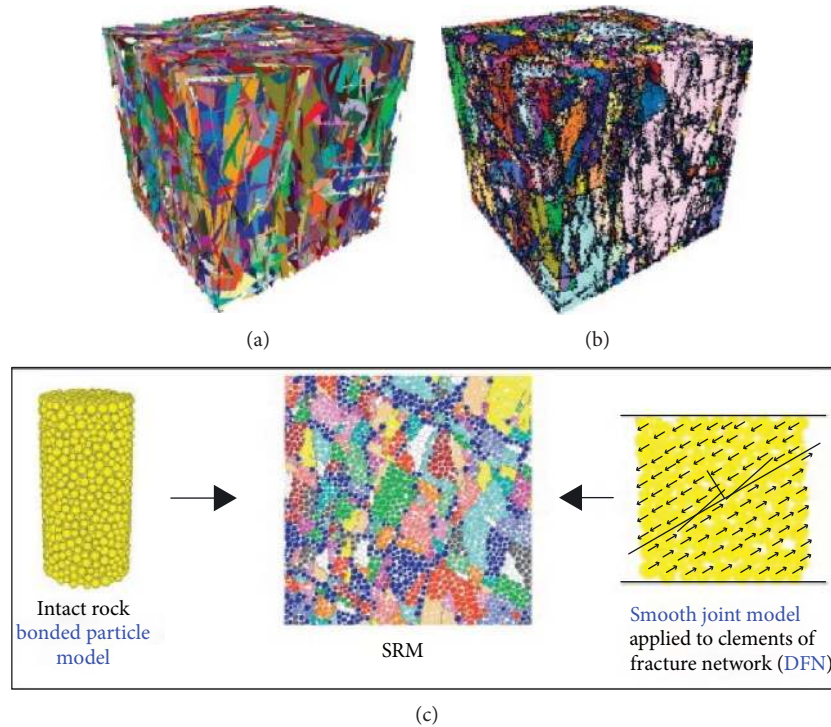 (a)
(b)
Intact rock
bonded particle
model
SRM
Smooth joint model
applied to clements of
fracture network (DFN)
(c)